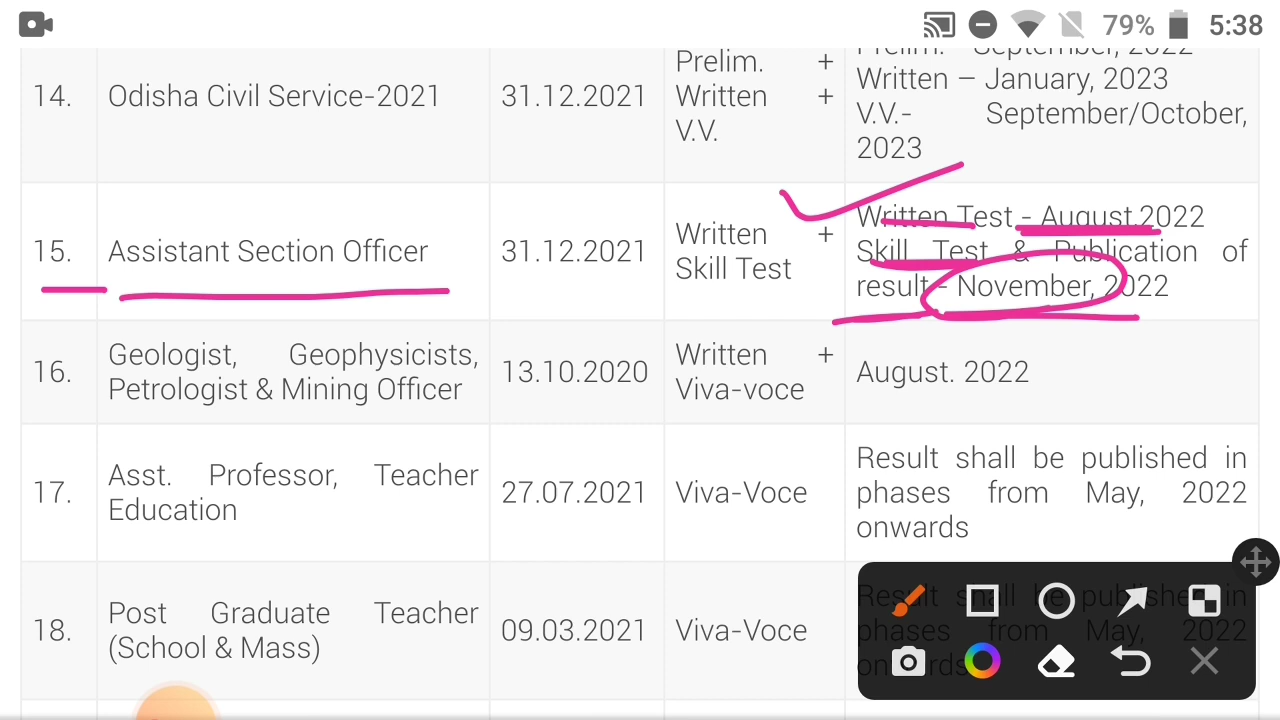 79% 5:38
Prelim. +
Written +
V.V.
Prelim. - September, 2022
14. Odisha Civil Service-2021 31.12.2021
Written – January, 2023
V.V.- September/October,
2023
15. Assistant Section Officer 31.12.2021
Written +
Skill Test
Written Test - August.2022
Skill Test & Publication of
result - November, 2022
16.
Geologist, Geophysicists,
Petrologist & Mining Officer
13.10.2020
Written +
Viva-voce
August. 2022
17.
Asst. Professor, Teacher
Education
27.07.2021 Viva-Voce
Result shall be published in
phases from May, 2022
onwards
18.
Post Graduate Teacher
(School & Mass)
09.03.2021 Viva-Voce
Result shall be published in
phases from May, 2022
onwards